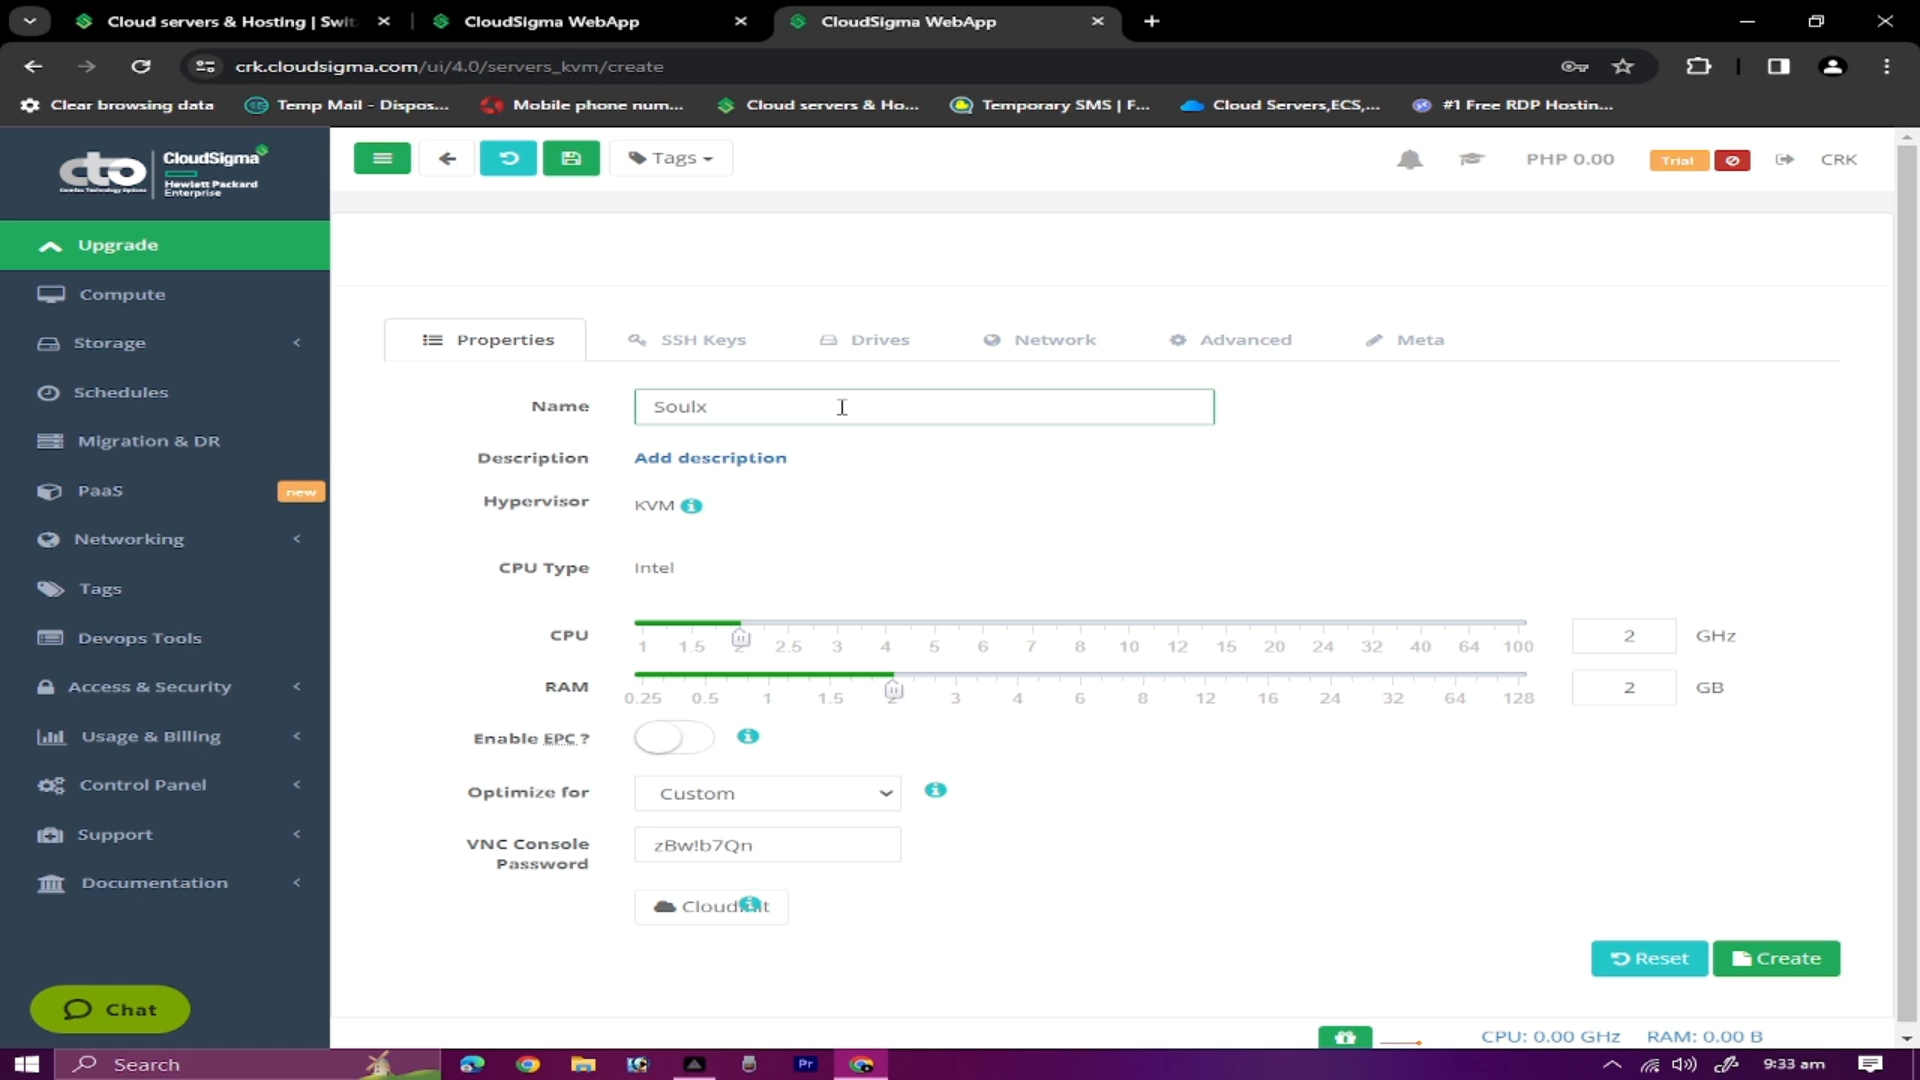 Cloud servers & Hosting | Swit
CloudSigma WebApp
CloudSigma WebApp
crk.cloudsigma.com/ui/4.0/servers_kvm/create
Clear browsing data
Temp Mail - Dispos...
Mobile phone num...
Cloud servers & Ho...
Temporary SMS | F...
Cloud Servers,ECS,...
#1 Free RDP Hostin...
cto
Comfac Technology Options
CloudSigma
Hewlett Packard
Enterprise
Tags
PHP 0.00
Trial
CRK
Upgrade
Compute
Storage
Schedules
Migration & DR
PaaS
new
Networking
Tags
Devops Tools
Access & Security
Usage & Billing
Control Panel
Support
Documentation
Chat
Properties
SSH Keys
Drives
Network
Advanced
Meta
Name
Soulx
Description
Add description
Hypervisor
KVM
CPU Type
Intel
CPU
1 1.5 2 2.5 3 4 5 6 7 8 10 12 15 20 24 32 40 64 100
2
GHz
RAM
0.25 0.5 1 1.5 2 3 4 6 8 12 16 24 32 64 128
2
GB
Enable EPC ?
Optimize for
Custom
VNC Console
Password
zBw!b7Qn
CloudInit
Reset
Create
CPU: 0.00 GHz
RAM: 0.00 B
Search
Pr
9:33 am